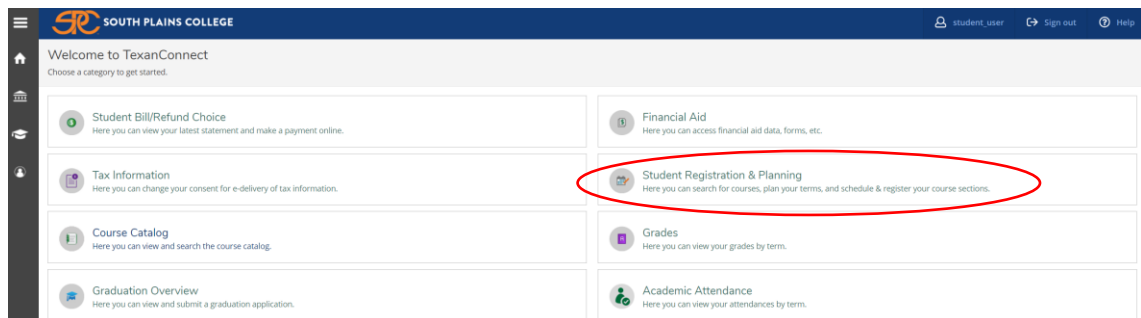 SPC SOUTH PLAINS COLLEGE
student_user Sign out Help
Welcome to TexanConnect
Choose a category to get started.
Student Bill/Refund Choice
Here you can view your latest statement and make a payment online.
Financial Aid
Here you can access financial aid data, forms, etc.
Tax Information
Here you can change your consent for e-delivery of tax information.
Student Registration & Planning
Here you can search for courses, plan your terms, and schedule & register your course sections.
Course Catalog
Here you can view and search the course catalog.
Grades
Here you can view your grades by term.
Graduation Overview
Here you can view and submit a graduation application.
Academic Attendance
Here you can view your attendances by term.